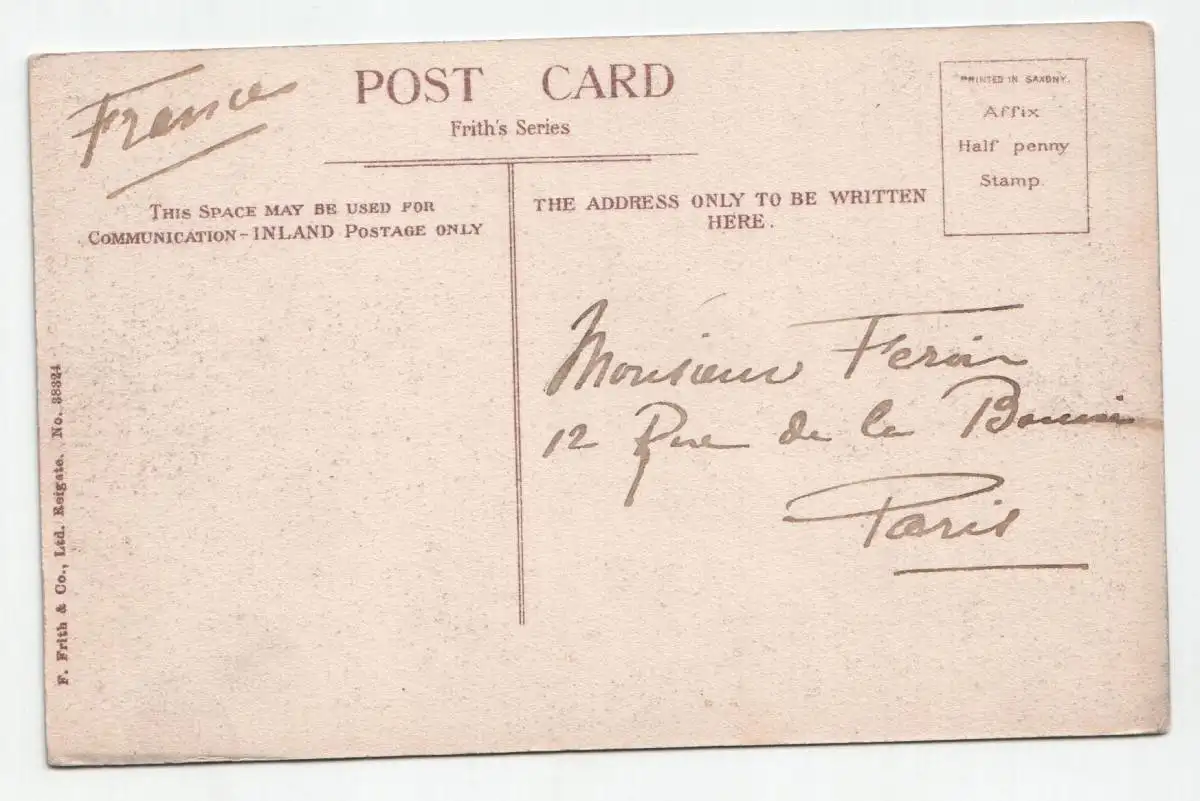 France
POST CARD
Frith's Series
PRINTED IN SAXONY.
Affix
Half penny
Stamp
THIS SPACE MAY BE USED FOR
COMMUNICATION - INLAND POSTAGE ONLY
THE ADDRESS ONLY TO BE WRITTEN
HERE.
Monsieur
12 Rue de la
Paris
F. Frith & Co., Ltd. Reigate. No. 38324